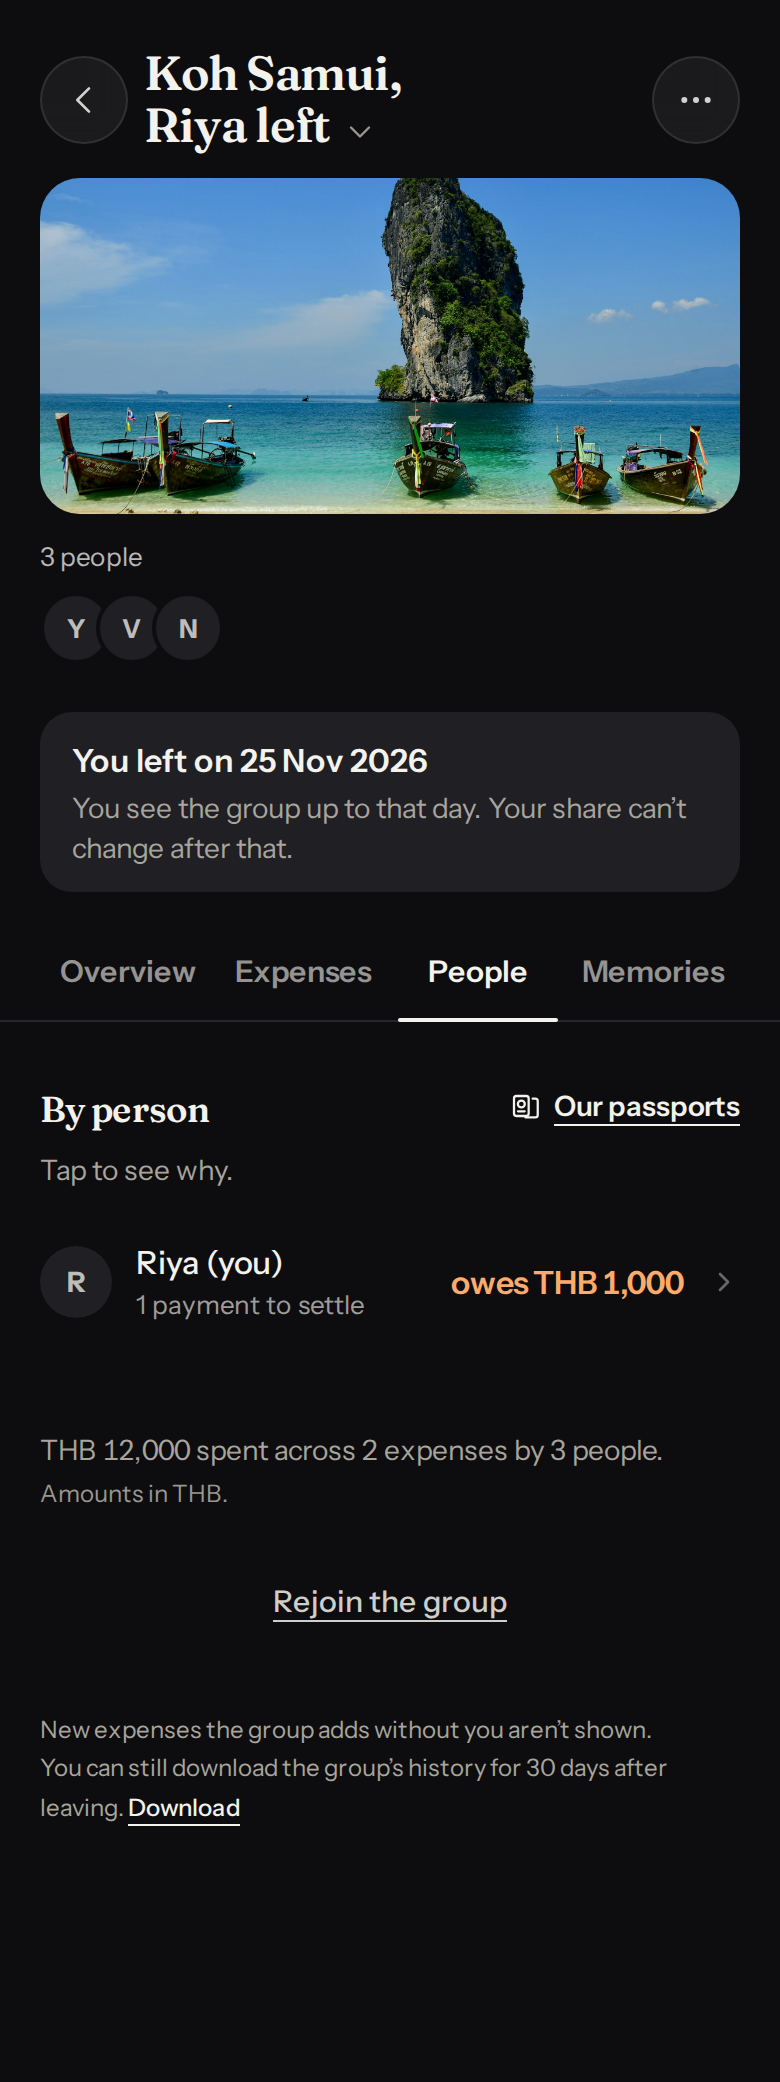 Koh Samui,
Riya left
3 people
Y V N
You left on 25 Nov 2026
You see the group up to that day. Your share can’t
change after that.
Overview Expenses People Memories
By person
Our passports
Tap to see why.
R
Riya (you)
1 payment to settle
owes THB 1,000
THB 12,000 spent across 2 expenses by 3 people.
Amounts in THB.
Rejoin the group
New expenses the group adds without you aren’t shown.
You can still download the group’s history for 30 days after
leaving. Download